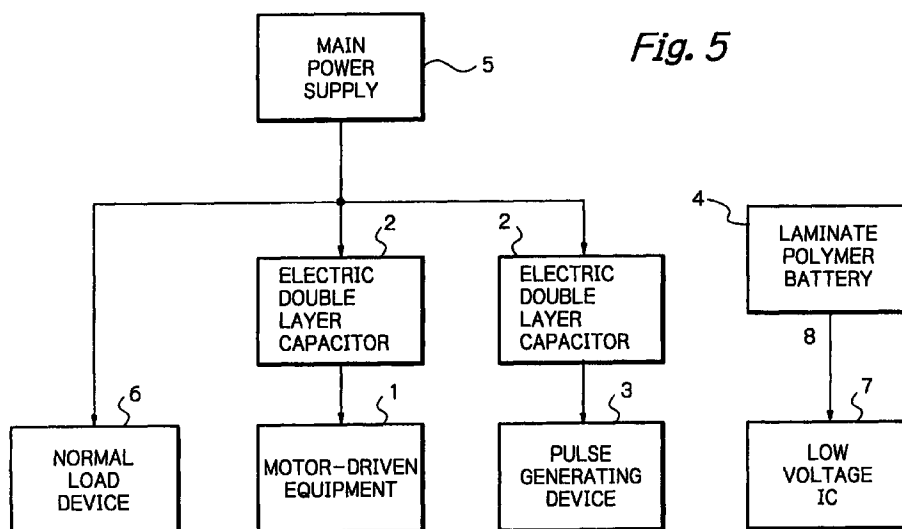 Fig. 5
MAIN
POWER
SUPPLY
5
2
ELECTRIC
DOUBLE
LAYER
CAPACITOR
2
ELECTRIC
DOUBLE
LAYER
CAPACITOR
4
LAMINATE
POLYMER
BATTERY
8
6
NORMAL
LOAD
DEVICE
1
MOTOR-DRIVEN
EQUIPMENT
3
PULSE
GENERATING
DEVICE
7
LOW
VOLTAGE
IC